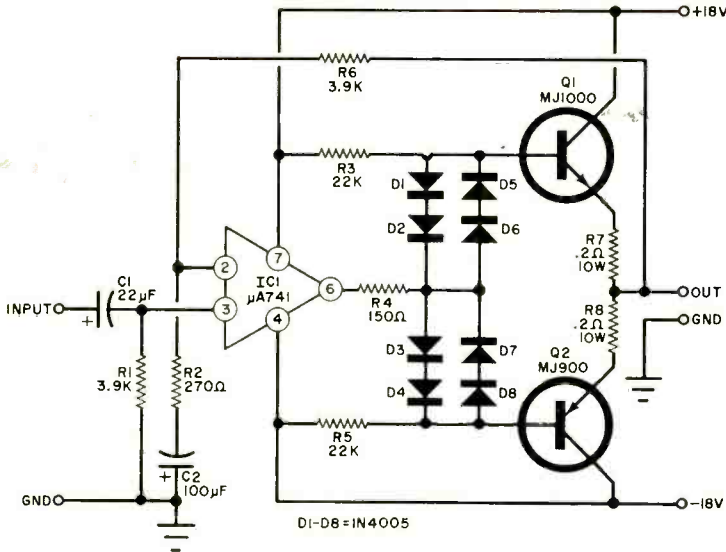 +18V
R6
3.9K
Q1
MJ1000
R3
22K
D1
D5
D2
D6
2
7
IC1
µA741
3
6
4
R4
150Ω
R7
.2Ω
10W
OUT
C1
22µF
INPUT
+
R8
.2Ω
10W
GND
R1
3.9K
R2
270Ω
D3
D7
D4
D8
Q2
MJ900
R5
22K
+
C2
100µF
GND
-18V
D1-D8=1N4005